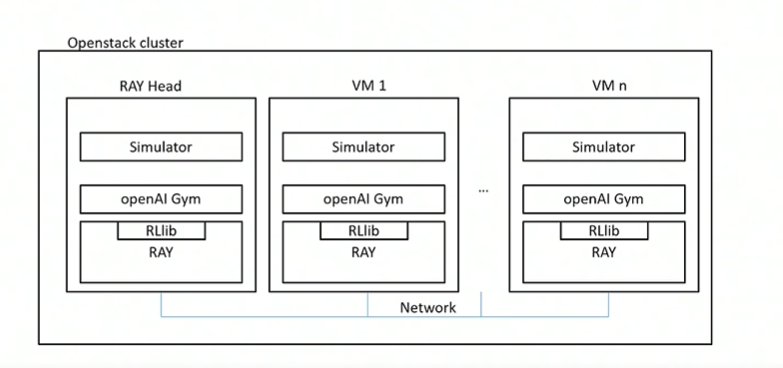 Openstack cluster
RAY Head
VM 1
VM n
Simulator
Simulator
Simulator
...
openAI Gym
openAI Gym
openAI Gym
RLlib
RLlib
RLlib
RAY
RAY
RAY
Network